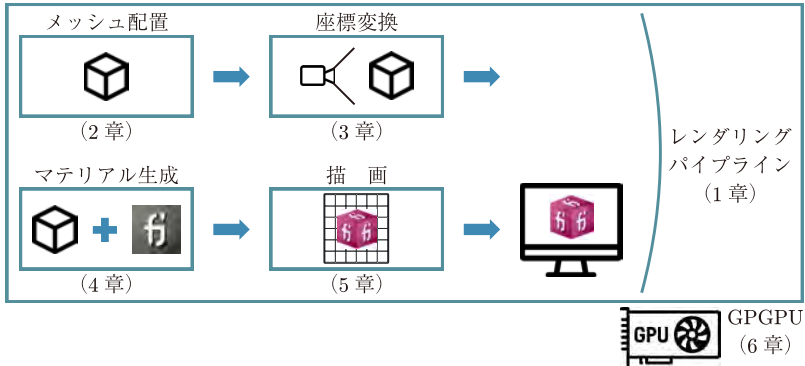 メッシュ配置
座標変換
(2 章)
(3 章)
レンダリング
パイプライン
(1 章)
マテリアル生成
描　画
(4 章)
(5 章)
GPU
GPGPU
(6 章)